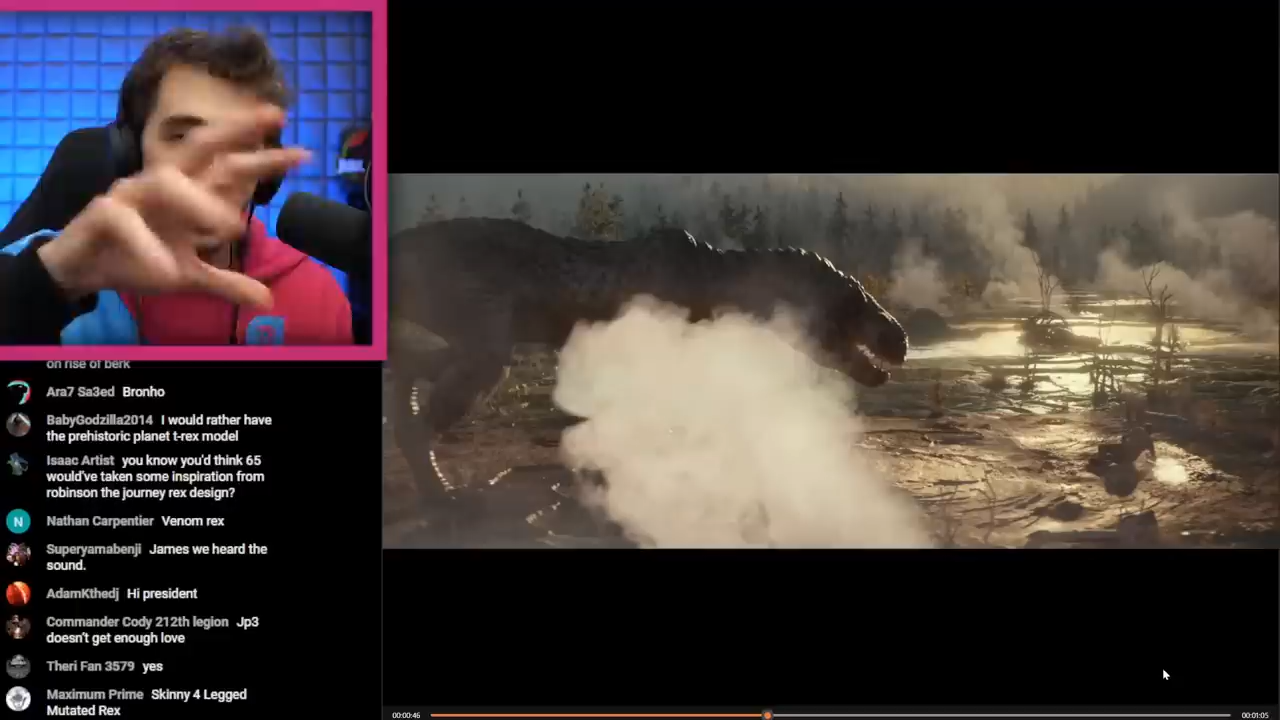 on rise of berk
Ara7 Sa3ed Bronho
BabyGodzilla2014 I would rather have
the prehistoric planet t-rex model
Isaac Artist you know you'd think 65
would've taken some inspiration from
robinson the journey rex design?
N Nathan Carpentier Venom rex
Superyamabenji James we heard the
sound.
AdamKthedj Hi president
Commander Cody 212th legion Jp3
doesn't get enough love
Theri Fan 3579 yes
Maximum Prime Skinny 4 Legged
Mutated Rex
00:00:46
00:01:05